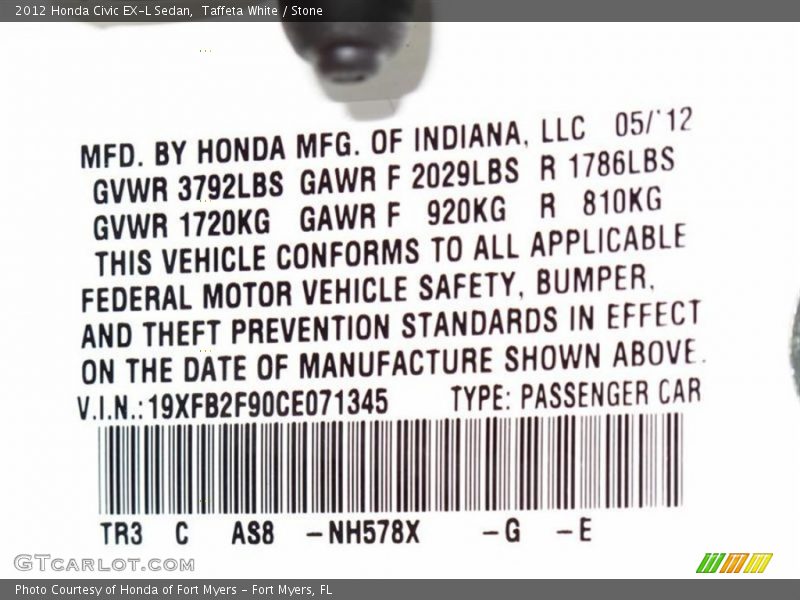 2012 Honda Civic EX-L Sedan,  Taffeta White / Stone
MFD. BY HONDA MFG. OF INDIANA, LLC 05/'12
GVWR 3792LBS GAWR F 2029LBS R 1786LBS
GVWR 1720KG GAWR F 920KG R 810KG
THIS VEHICLE CONFORMS TO ALL APPLICABLE
FEDERAL MOTOR VEHICLE SAFETY, BUMPER,
AND THEFT PREVENTION STANDARDS IN EFFECT
ON THE DATE OF MANUFACTURE SHOWN ABOVE.
V.I.N.:19XFB2F90CE071345 TYPE: PASSENGER CAR
TR3 C AS8 -NH578X -G -E
GTCARLOT.COM
Photo Courtesy of Honda of Fort Myers - Fort Myers, FL